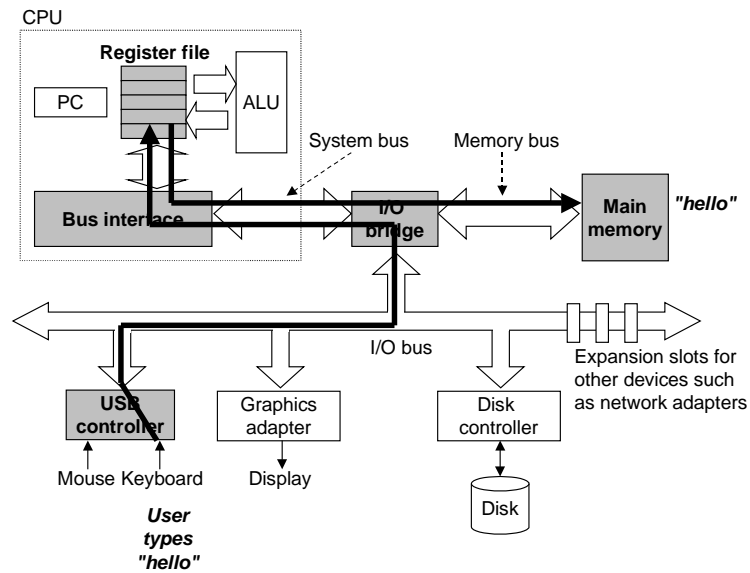 CPU
Register file
PC
ALU
System bus
Memory bus
Bus interface
I/O
bridge
Main
memory
"hello"
I/O bus
Expansion slots for
other devices such
as network adapters
USB
controller
Graphics
adapter
Disk
controller
Mouse Keyboard
Display
Disk
User
types
"hello"